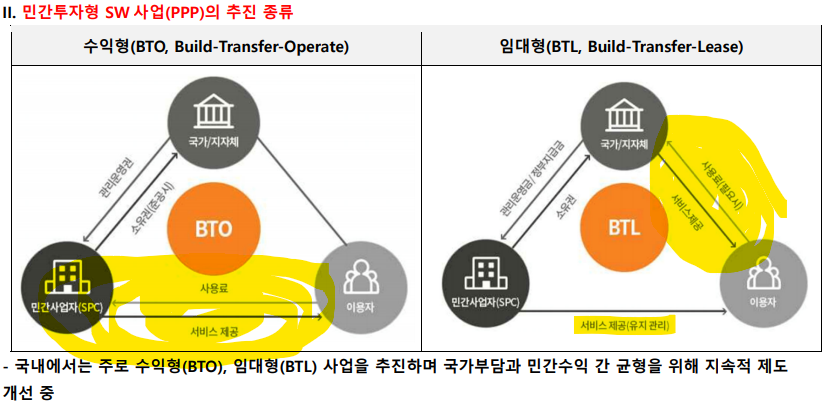 II. 민간투자형 SW 사업(PPP)의 추진 종류
수익형(BTO, Build-Transfer-Operate)
국가/지자체
관리운영권
소유권(준공시)
BTO
민간사업자(SPC)
사용료
서비스 제공
이용자
임대형(BTL, Build-Transfer-Lease)
국가/지자체
관리운영금/정부지급금
소유권
사용료(필요시)
서비스제공
BTL
민간사업자(SPC)
이용자
서비스 제공(유지 관리)
- 국내에서는 주로 수익형(BTO), 임대형(BTL) 사업을 추진하며 국가부담과 민간수익 간 균형을 위해 지속적 제도
개선 중